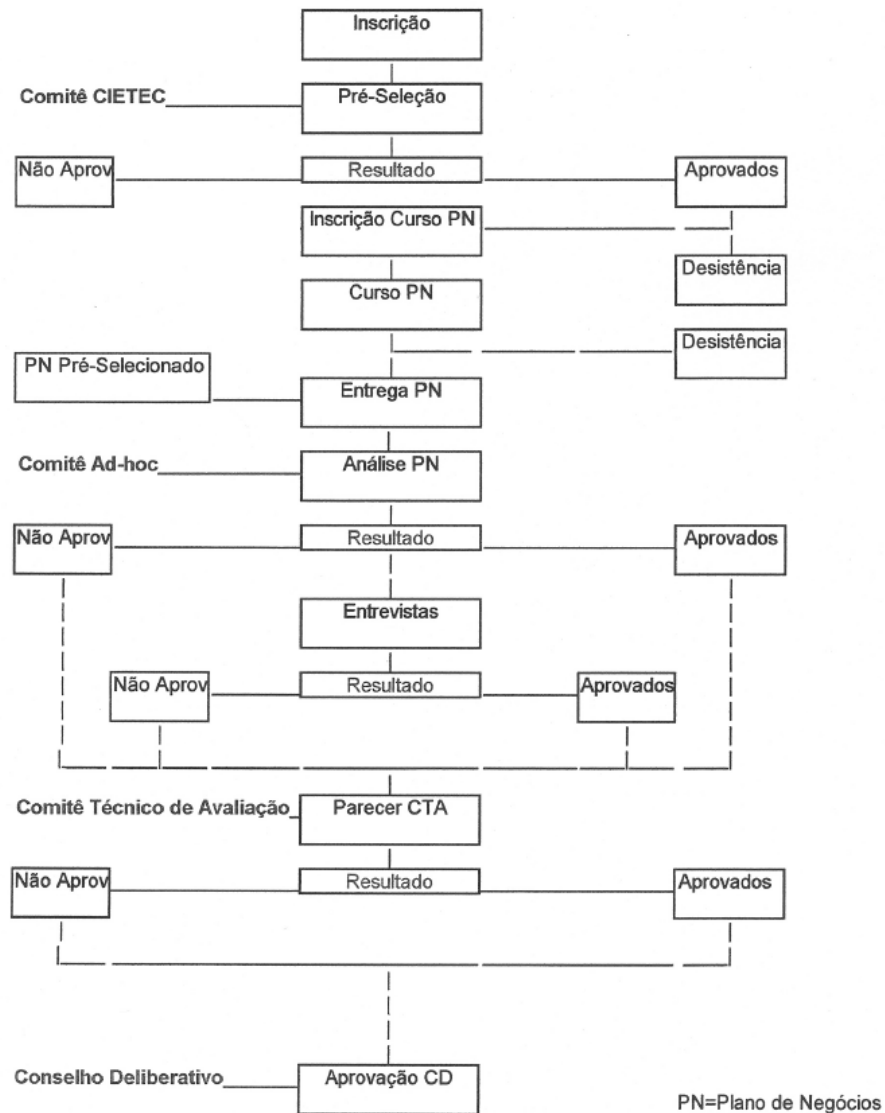 Inscrição
Comitê CIETEC
Pré-Seleção
Não Aprov
Resultado
Aprovados
Inscrição Curso PN
Desistência
Curso PN
Desistência
PN Pré-Selecionado
Entrega PN
Comitê Ad-hoc
Análise PN
Não Aprov
Resultado
Aprovados
Entrevistas
Não Aprov
Resultado
Aprovados
Comitê Técnico de Avaliação
Parecer CTA
Não Aprov
Resultado
Aprovados
Conselho Deliberativo
Aprovação CD
PN=Plano de Negócios